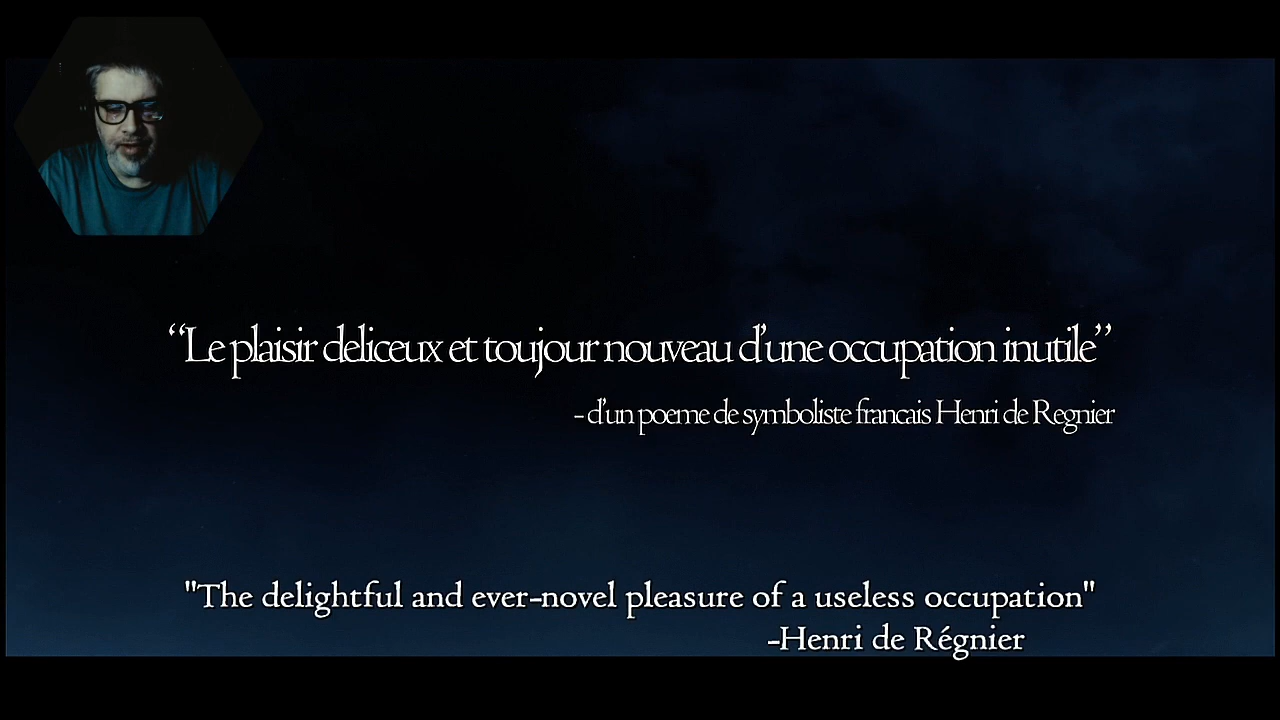 “Le plaisir deliceux et toujour nouveau d’une occupation inutile”
- d’un poeme de symboliste francais Henri de Regnier
"The delightful and ever-novel pleasure of a useless occupation"
-Henri de Régnier